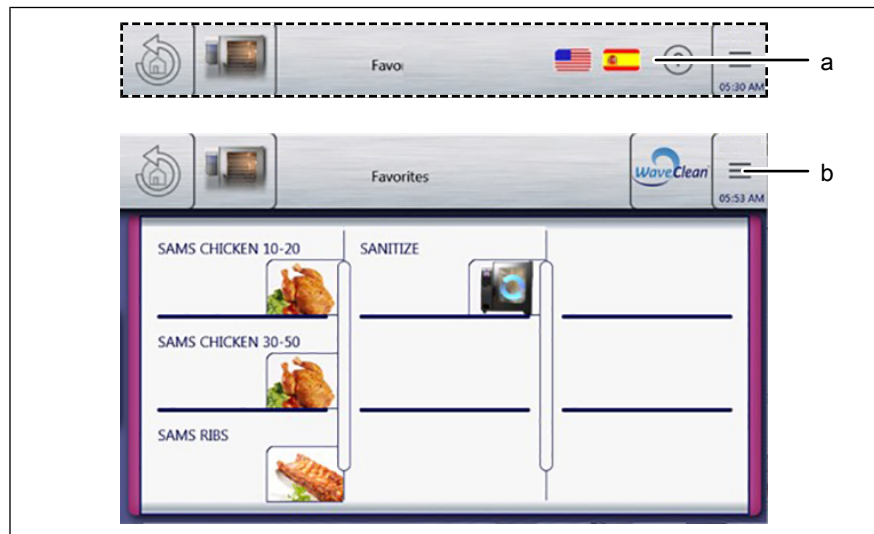 Favo
a
05:30 AM
WaveClean
Favorites
b
05:53 AM
SAMS CHICKEN 10-20
SANITIZE
SAMS CHICKEN 30-50
SAMS RIBS